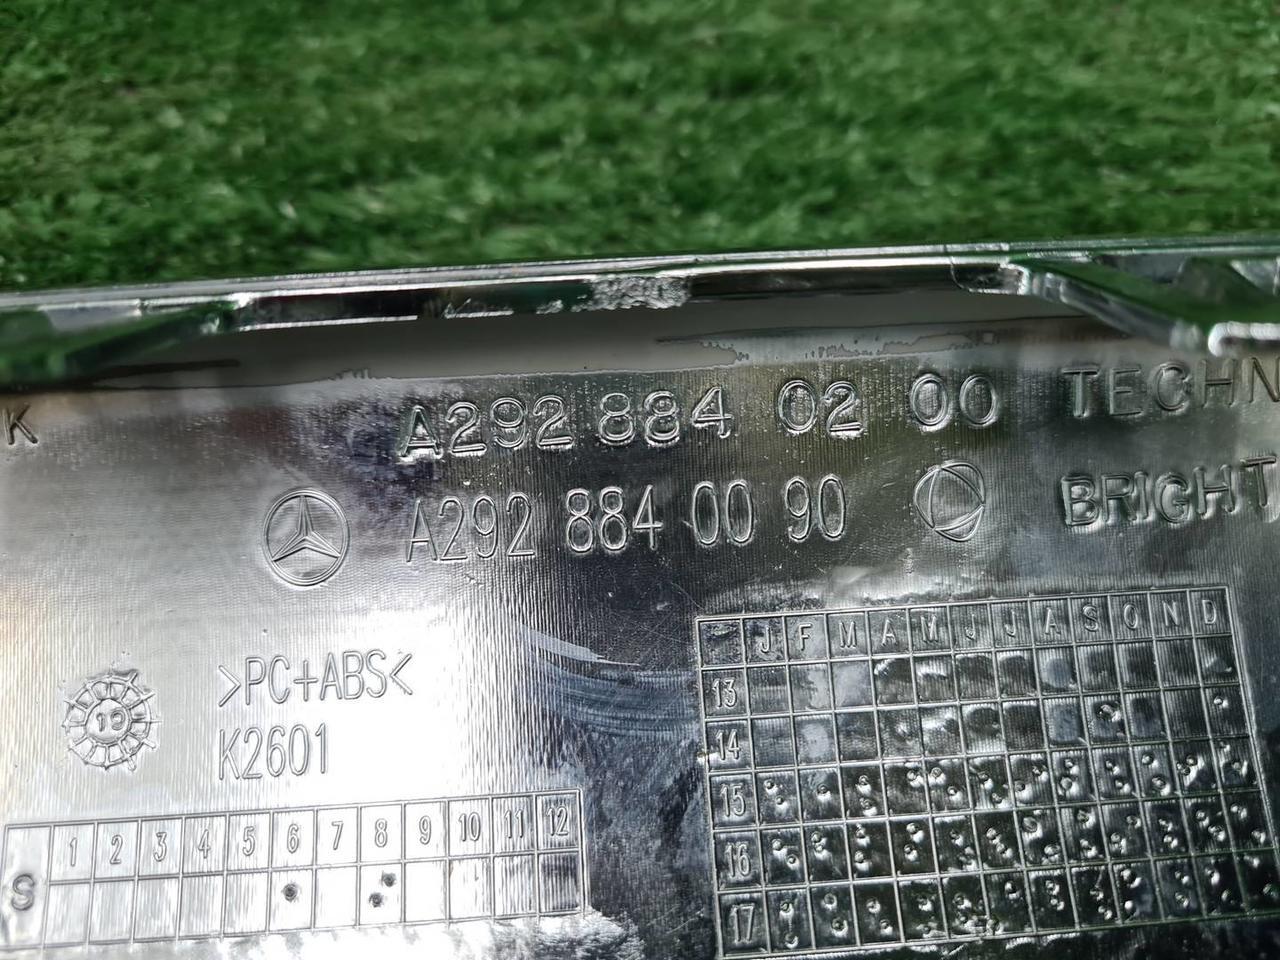 K
A292 884 02 00 TECHN
A292 884 00 90 BRIGHT
>PC+ABS<
19
K2601
1 2 3 4 5 6 7 8 9 10 11 12
S
J F M A M J J A S O N D
13
14
15
16
17